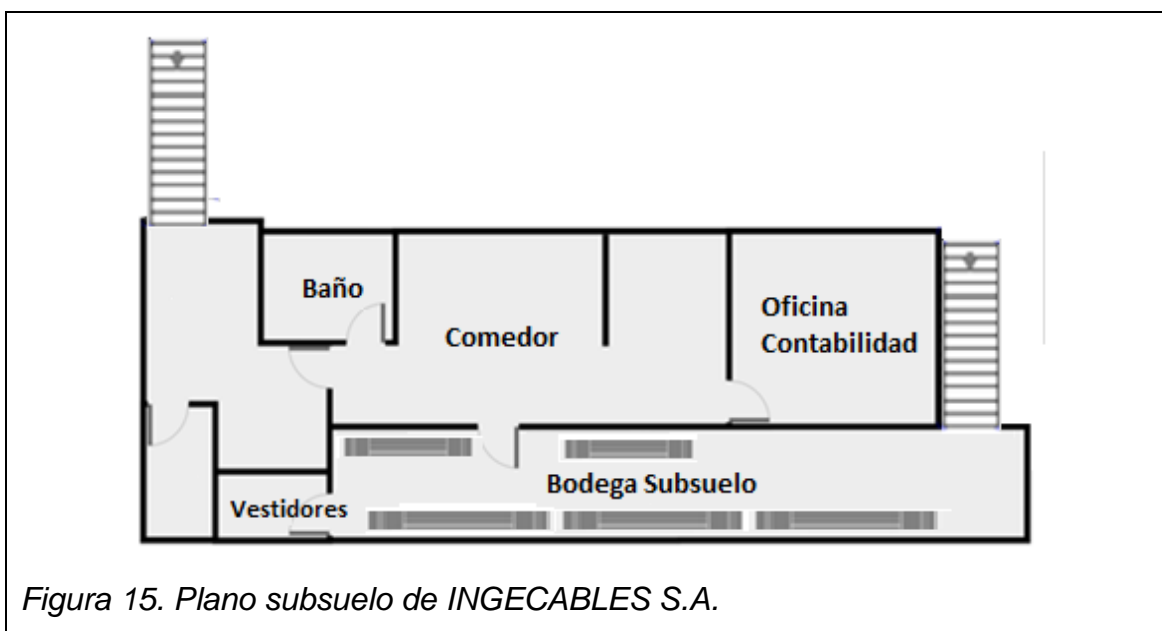 Baño
Comedor
Oficina
Contabilidad
Bodega Subsuelo
Vestidores
Figura 15. Plano subsuelo de INGECABLES S.A.